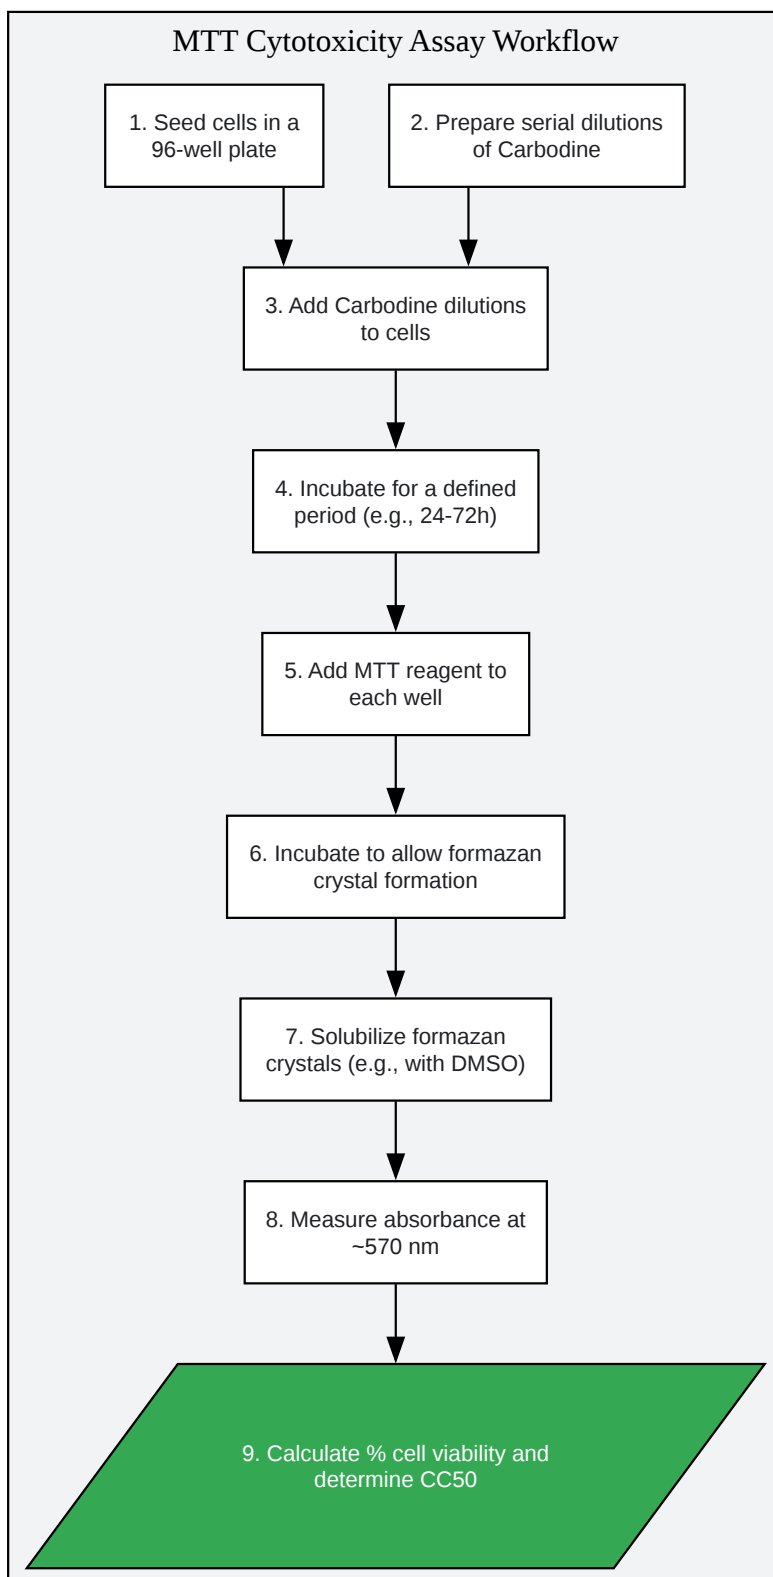 MTT Cytotoxicity Assay Workflow
1. Seed cells in a
96-well plate
2. Prepare serial dilutions
of Carbodine
3. Add Carbodine dilutions
to cells
4. Incubate for a defined
period (e.g., 24-72h)
5. Add MTT reagent to
each well
6. Incubate to allow formazan
crystal formation
7. Solubilize formazan
crystals (e.g., with DMSO)
8. Measure absorbance at
~570 nm
9. Calculate % cell viability and
determine CC50